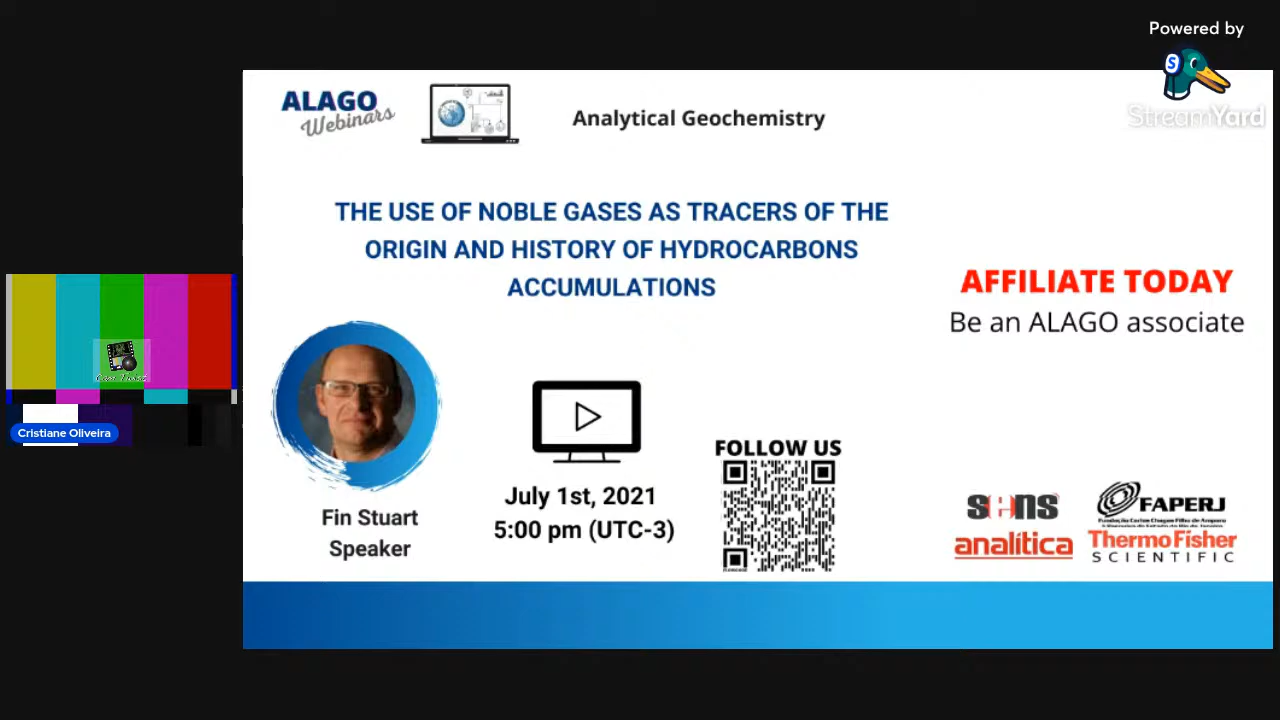 Powered by
StreamYard
ALAGO
Webinars
Analytical Geochemistry
THE USE OF NOBLE GASES AS TRACERS OF THE
ORIGIN AND HISTORY OF HYDROCARBONS
ACCUMULATIONS
AFFILIATE TODAY
Be an ALAGO associate
Cristiane Oliveira
Fin Stuart
Speaker
July 1st, 2021
5:00 pm (UTC-3)
FOLLOW US
sens
analítica
FAPERJ
ThermoFisher
SCIENTIFIC